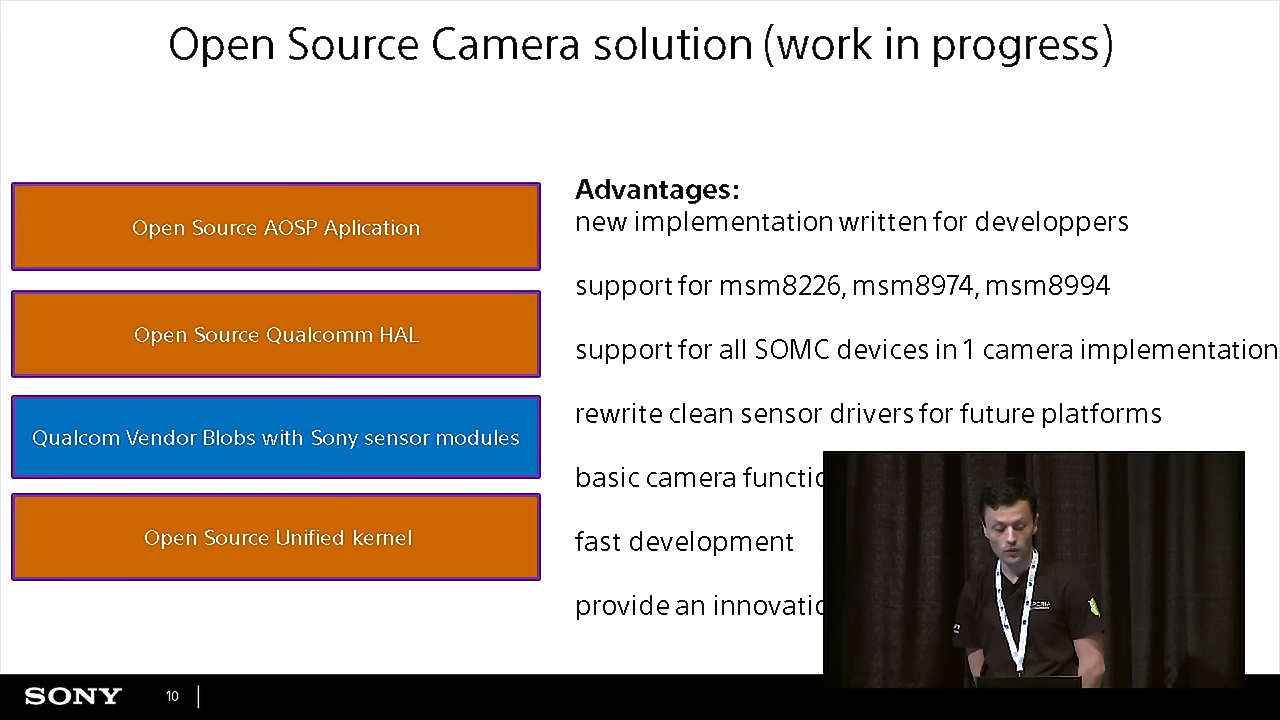 Open Source Camera solution (work in progress)
Open Source AOSP Aplication
Open Source Qualcomm HAL
Qualcom Vendor Blobs with Sony sensor modules
Open Source Unified kernel
Advantages:
new implementation written for developpers
support for msm8226, msm8974, msm8994
support for all SOMC devices in 1 camera implementation
rewrite clean sensor drivers for future platforms
basic camera
fast development
provide an
SONY
10